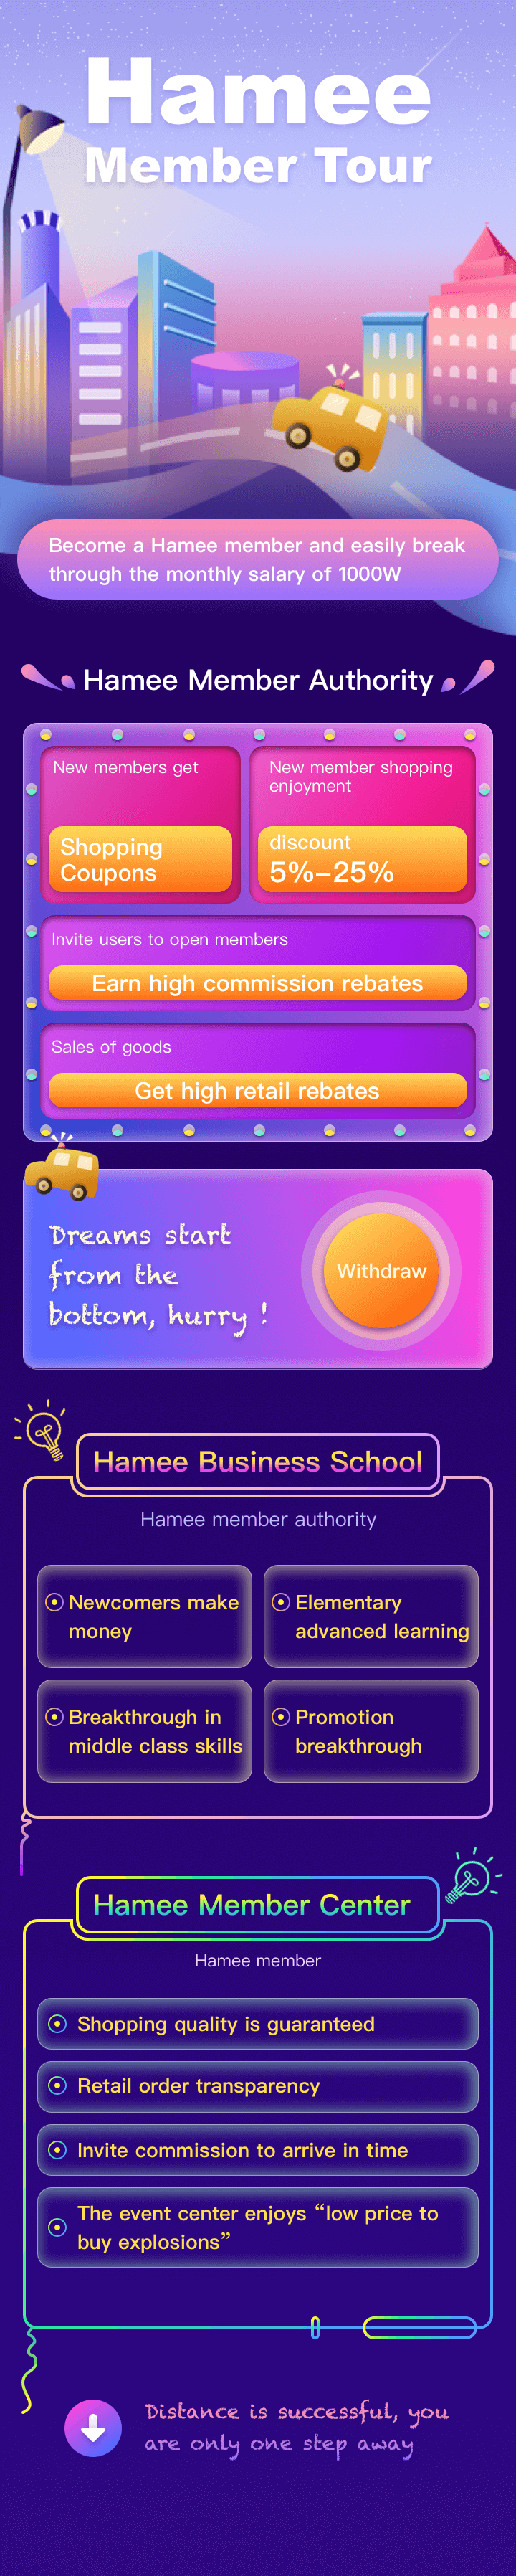 Hamee
Member Tour
Become a Hamee member and easily break
through the monthly salary of 1000W
Hamee Member Authority
New members get
Shopping
Coupons
New member shopping
enjoyment
discount
5%–25%
Invite users to open members
Earn high commission rebates
Sales of goods
Get high retail rebates
Dreams start
from the
bottom, hurry !
Withdraw
Hamee Business School
Hamee member authority
Newcomers make
money
Elementary
advanced learning
Breakthrough in
middle class skills
Promotion
breakthrough
Hamee Member Center
Hamee member
Shopping quality is guaranteed
Retail order transparency
Invite commission to arrive in time
The event center enjoys “low price to
buy explosions”
Distance is successful, you
are only one step away